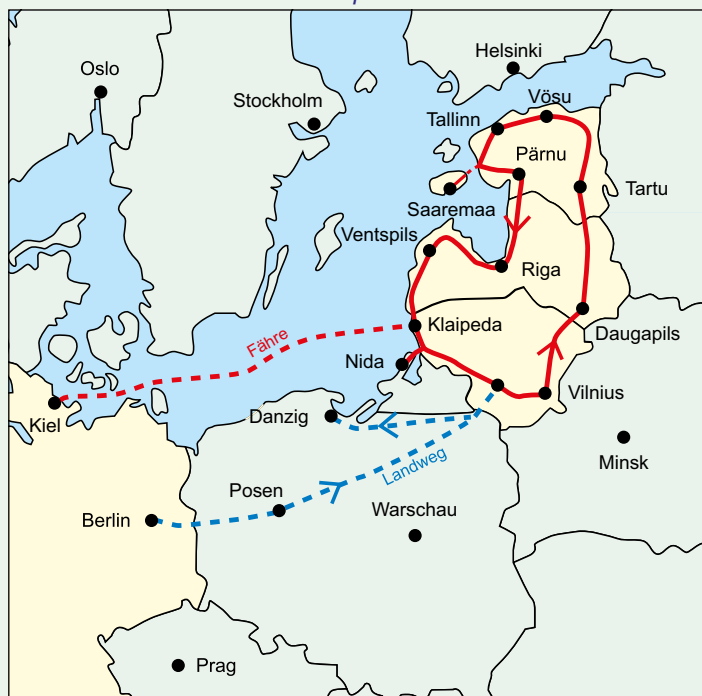 Helsinki
Oslo
Vösu
Stockholm
Tallinn
Pärnu
Tartu
Saaremaa
Ventspils
Riga
Klaipeda
Daugapils
Fähre
Nida
Vilnius
Kiel
Danzig
Landweg
Minsk
Posen
Warschau
Berlin
Prag